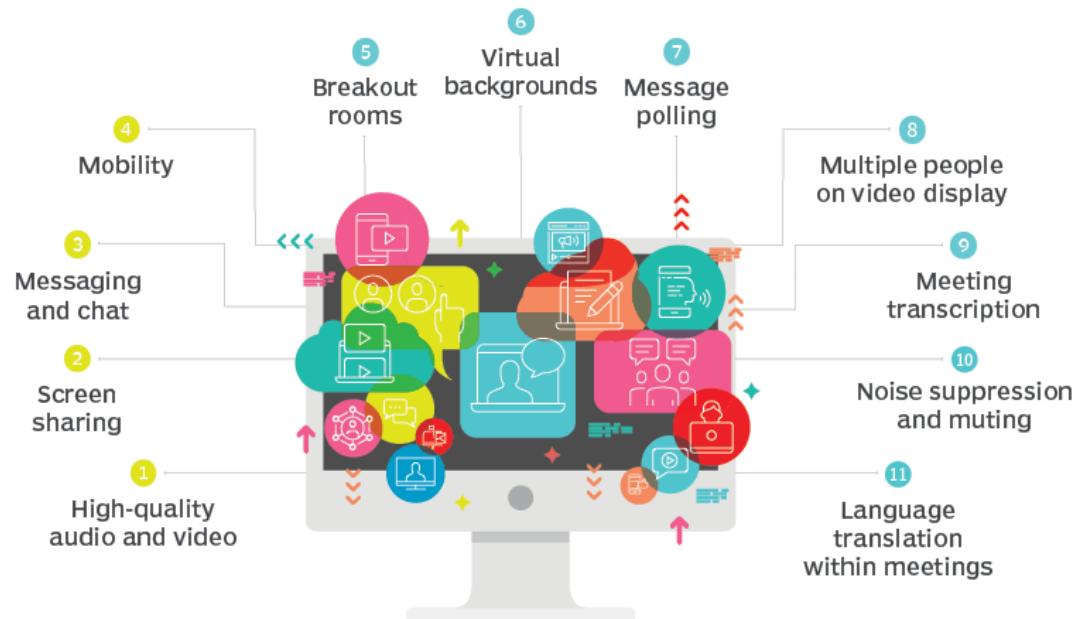 1
High-quality
audio and video
2
Screen
sharing
3
Messaging
and chat
4
Mobility
5
Breakout
rooms
6
Virtual
backgrounds
7
Message
polling
8
Multiple people
on video display
9
Meeting
transcription
10
Noise suppression
and muting
11
Language
translation
within meetings